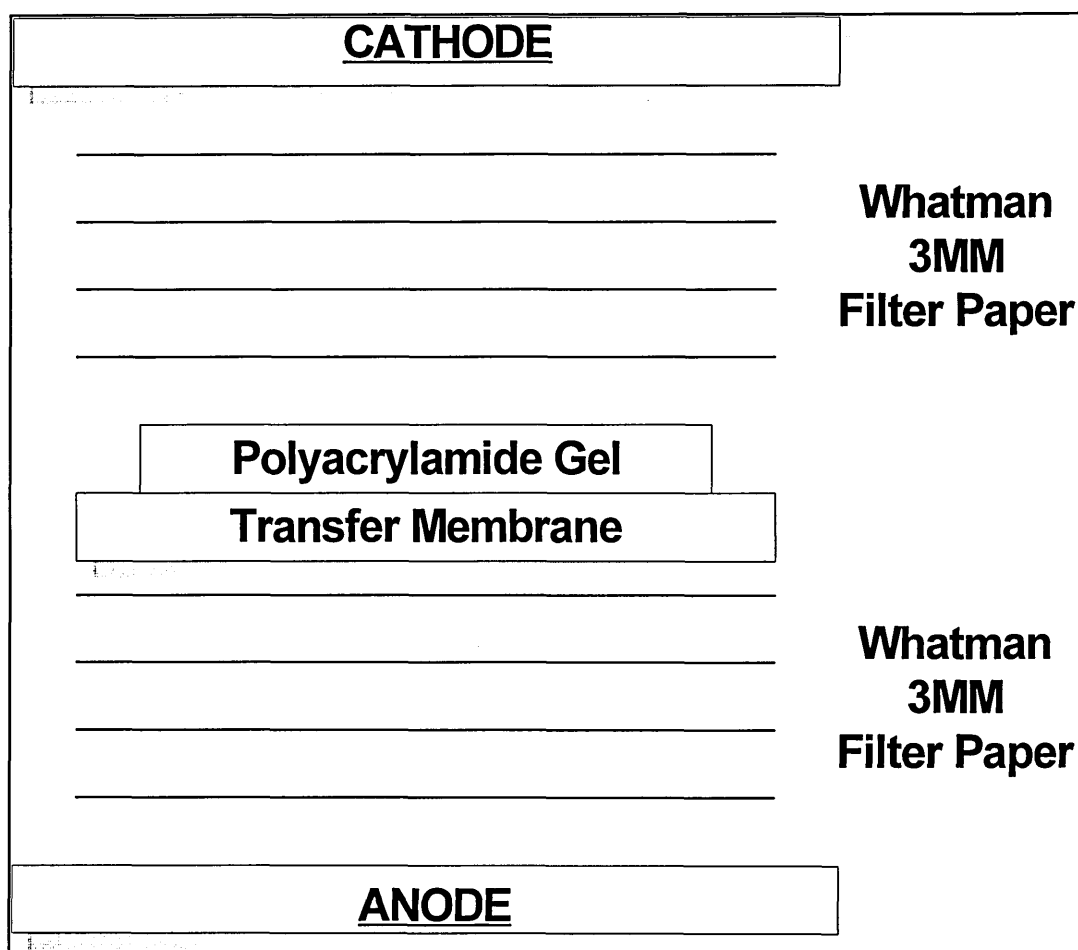 CATHODE
Whatman
3MM
Filter Paper
Polyacrylamide Gel
Transfer Membrane
Whatman
3MM
Filter Paper
ANODE